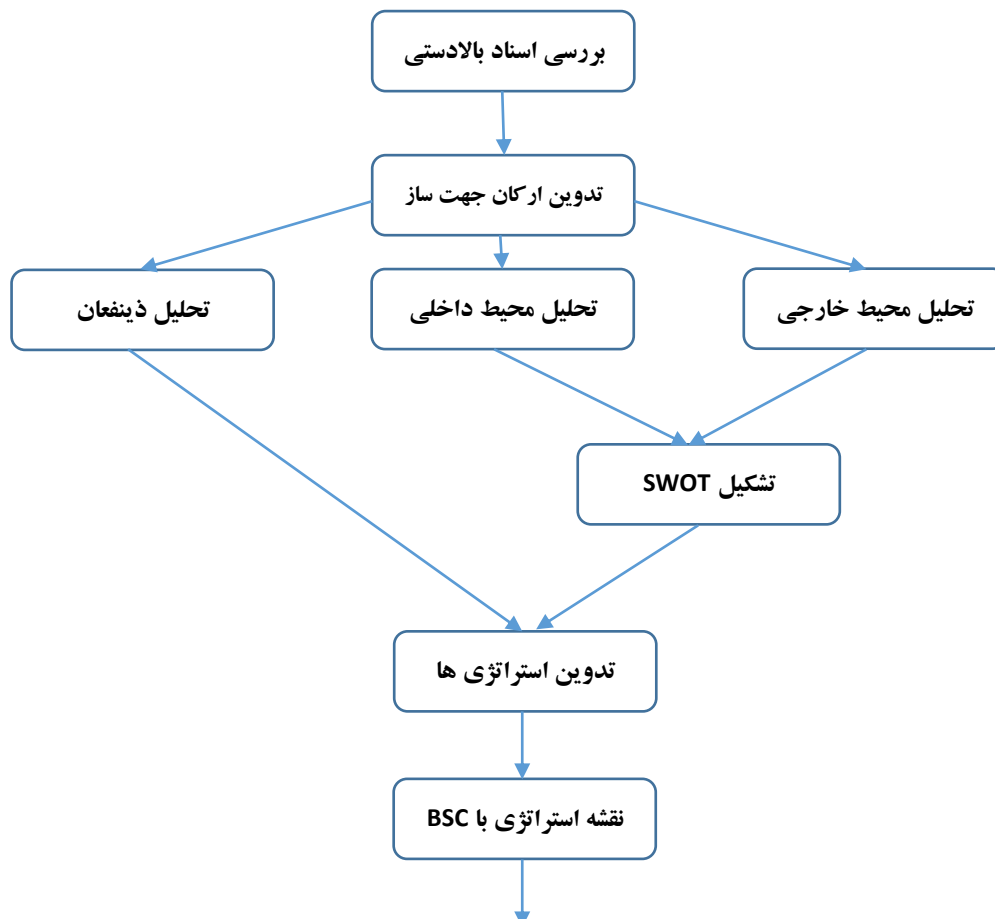 بررسی اسناد بالادستی
تدوین ارکان جهت ساز
تحلیل محیط خارجی
تحلیل محیط داخلی
تحلیل ذینفعان
تشکیل SWOT
تدوین استراتژی ها
نقشه استراتژی با BSC